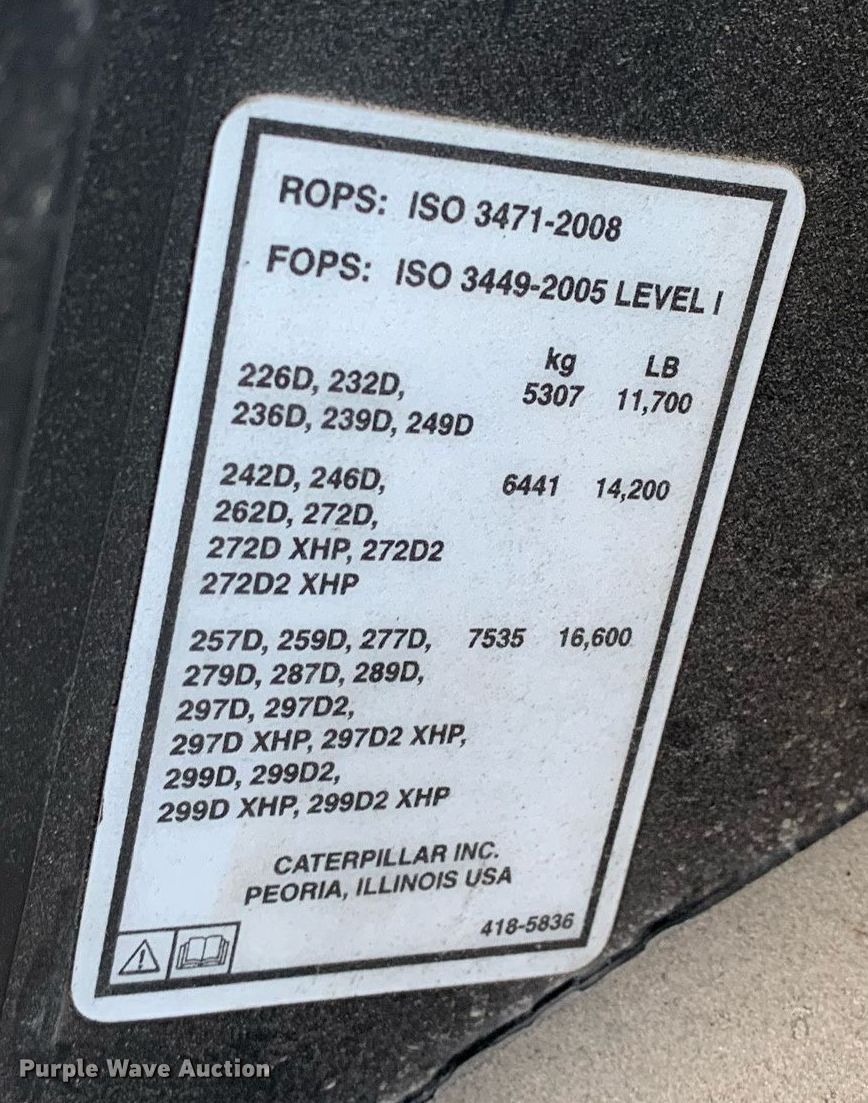 ROPS: ISO 3471-2008
FOPS: ISO 3449-2005 LEVEL I
kg LB
226D, 232D, 5307 11,700
236D, 239D, 249D
242D, 246D, 6441 14,200
262D, 272D,
272D XHP, 272D2
272D2 XHP
257D, 259D, 277D, 7535 16,600
279D, 287D, 289D,
297D, 297D2,
297D XHP, 297D2 XHP,
299D, 299D2,
299D XHP, 299D2 XHP
CATERPILLAR INC.
PEORIA, ILLINOIS USA
418-5836
Purple Wave Auction